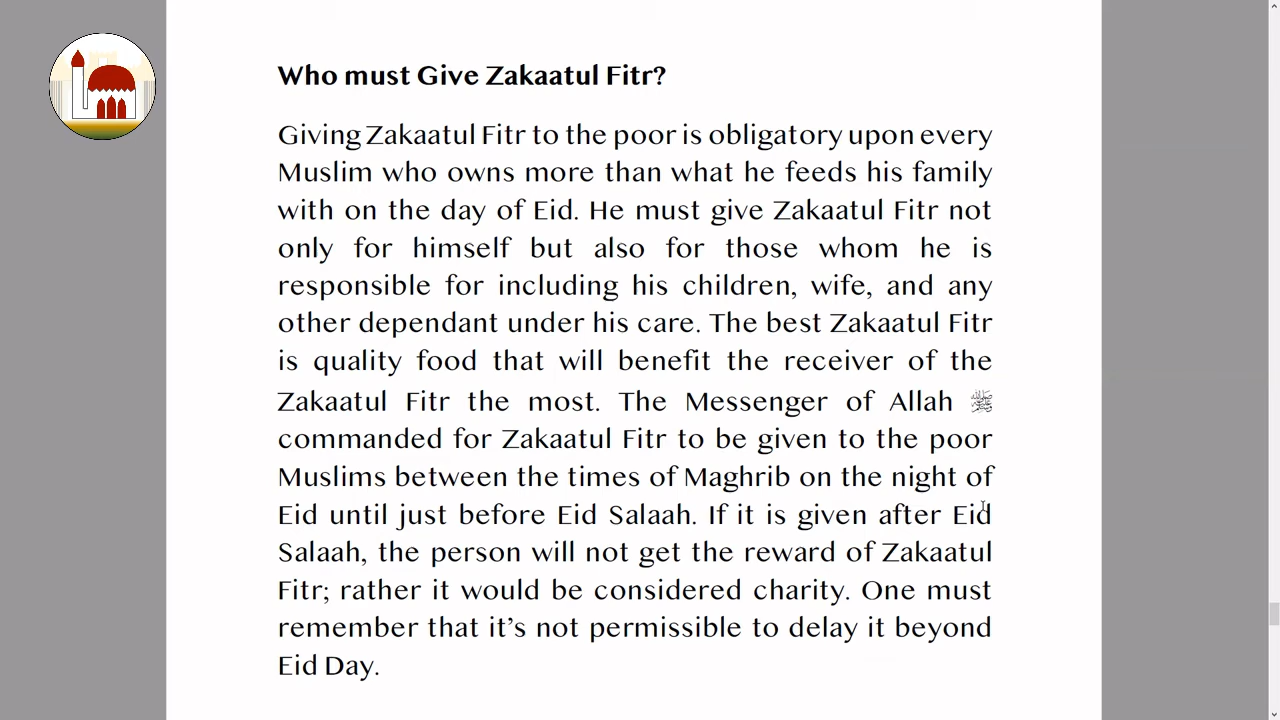 Who must Give Zakaatul Fitr?
Giving Zakaatul Fitr to the poor is obligatory upon every
Muslim who owns more than what he feeds his family
with on the day of Eid. He must give Zakaatul Fitr not
only for himself but also for those whom he is
responsible for including his children, wife, and any
other dependant under his care. The best Zakaatul Fitr
is quality food that will benefit the receiver of the
Zakaatul Fitr the most. The Messenger of Allah ﷺ
commanded for Zakaatul Fitr to be given to the poor
Muslims between the times of Maghrib on the night of
Eid until just before Eid Salaah. If it is given after Eid
Salaah, the person will not get the reward of Zakaatul
Fitr; rather it would be considered charity. One must
remember that it’s not permissible to delay it beyond
Eid Day.